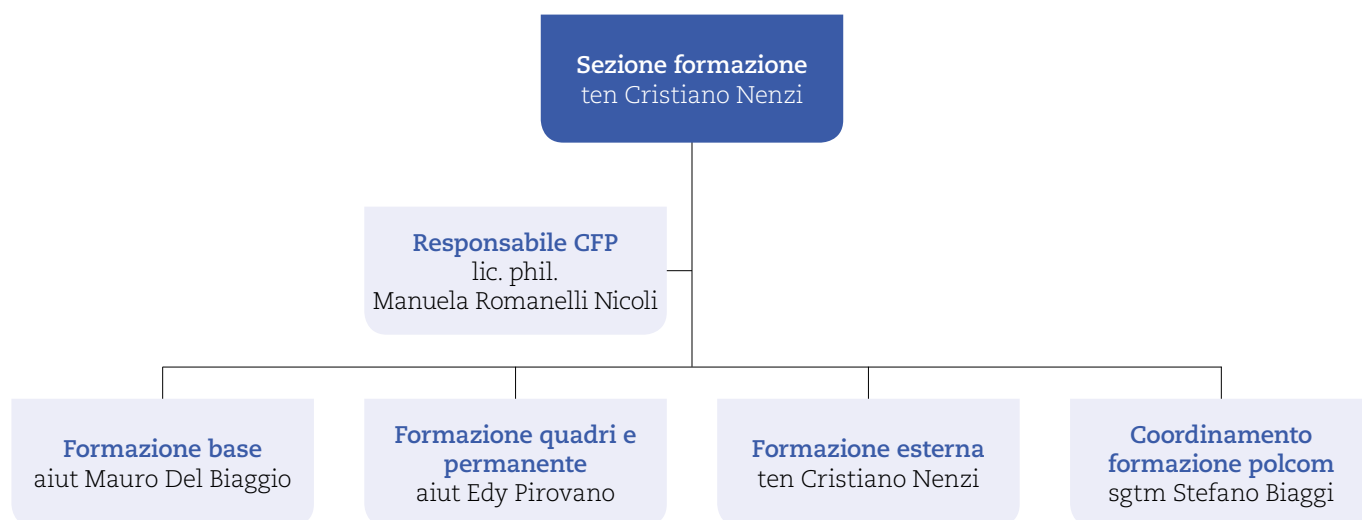 Sezione formazione
ten Cristiano Nenzi
Responsabile CFP
lic. phil.
Manuela Romanelli Nicoli
Formazione base
aiut Mauro Del Biaggio
Formazione quadri e
permanente
aiut Edy Pirovano
Formazione esterna
ten Cristiano Nenzi
Coordinamento
formazione polcom
sgtm Stefano Biaggi